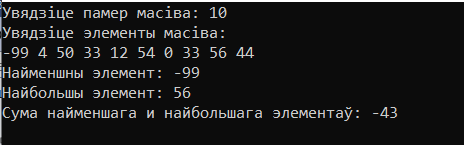 Увядзіце памер масіва: 10
Увядзіце элементы масіва:
-99 4 50 33 12 54 0 33 56 44
Найменшны элемент: -99
Найбольшы элемент: 56
Сума найменшага и найбольшага элементаў: -43